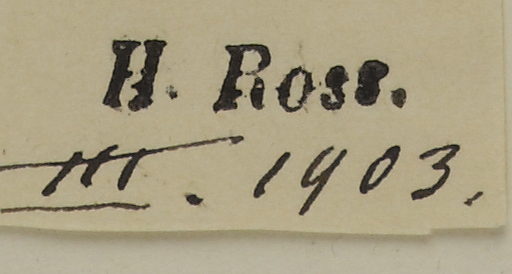 H. Ross.
III. 1903.